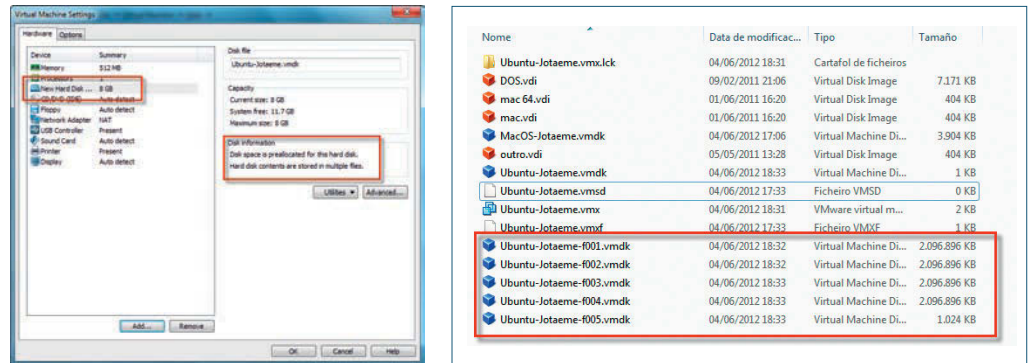 Virtual Machine Settings
Hardware Options
Device Summary
Memory 512 MB
Processors 1
New Hard Disk ... 8 GB
CD/DVD (IDE) Auto detect
Floppy Auto detect
Network Adapter NAT
USB Controller Present
Sound Card Auto detect
Printer Present
Display Auto detect
Add... Remove
Disk file
Ubuntu-Jotaeme.vmdk
Capacity
Current size: 8 GB
System free: 11.7 GB
Maximum size: 8 GB
Disk information
Disk space is preallocated for this hard disk.
Hard disk contents are stored in multiple files.
Utilities Advanced...
OK Cancel Help
Nome Data de modificac... Tipo Tamaño
Ubuntu-Jotaeme.vmx.lck 04/06/2012 18:31 Cartafol de ficheiros
DOS.vdi 09/02/2011 21:06 Virtual Disk Image 7.171 KB
mac 64.vdi 01/06/2011 16:20 Virtual Disk Image 404 KB
mac.vdi 01/06/2011 16:20 Virtual Disk Image 404 KB
MacOS-Jotaeme.vmdk 04/06/2012 17:06 Virtual Machine Di... 3.904 KB
outro.vdi 05/05/2011 13:28 Virtual Disk Image 404 KB
Ubuntu-Jotaeme.vmdk 04/06/2012 18:33 Virtual Machine Di... 1 KB
Ubuntu-Jotaeme.vmsd 04/06/2012 17:33 Ficheiro VMSD 0 KB
Ubuntu-Jotaeme.vmx 04/06/2012 18:31 VMware virtual m... 2 KB
Ubuntu-Jotaeme.vmxf 04/06/2012 17:33 Ficheiro VMXF 1 KB
Ubuntu-Jotaeme-f001.vmdk 04/06/2012 18:32 Virtual Machine Di... 2.096.896 KB
Ubuntu-Jotaeme-f002.vmdk 04/06/2012 18:32 Virtual Machine Di... 2.096.896 KB
Ubuntu-Jotaeme-f003.vmdk 04/06/2012 18:33 Virtual Machine Di... 2.096.896 KB
Ubuntu-Jotaeme-f004.vmdk 04/06/2012 18:33 Virtual Machine Di... 2.096.896 KB
Ubuntu-Jotaeme-f005.vmdk 04/06/2012 18:33 Virtual Machine Di... 1.024 KB